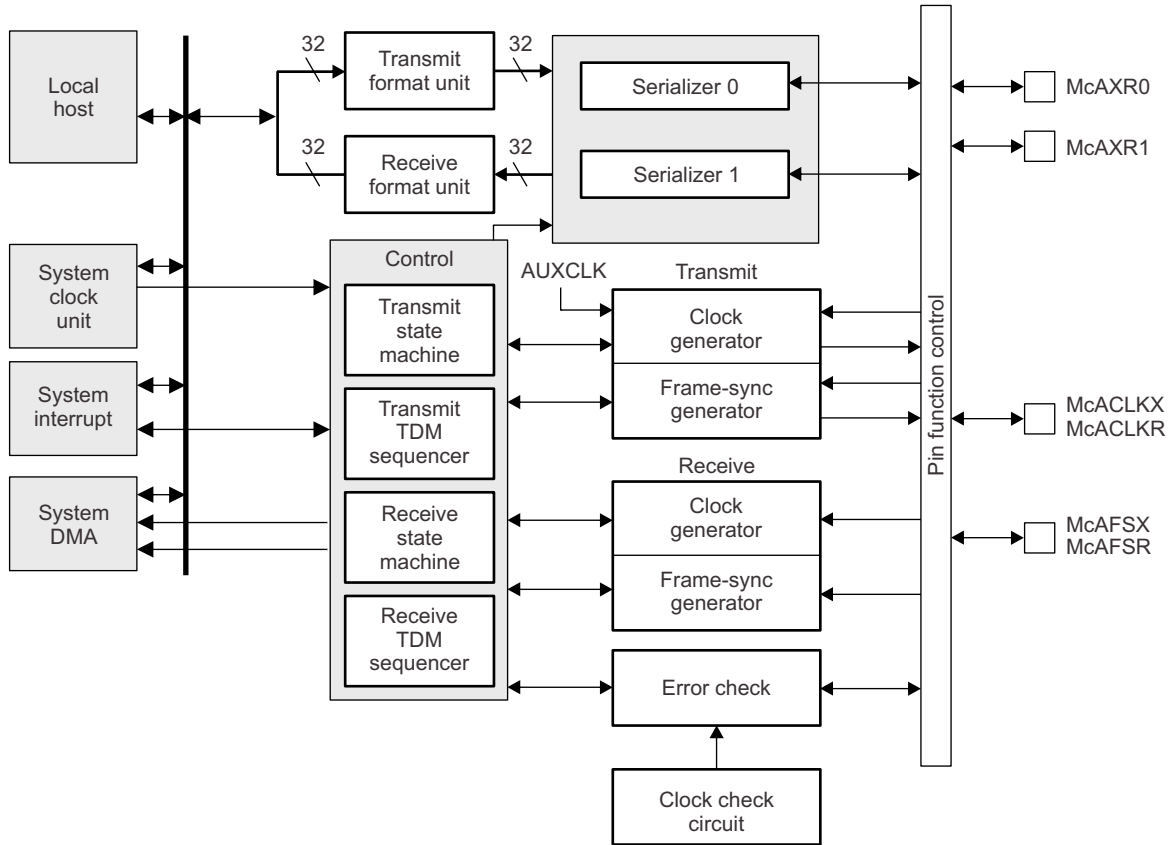 Local
host
32
Transmit
format unit
32
Serializer 0
McAXR0
32
Receive
format unit
32
Serializer 1
McAXR1
System
clock
unit
Control
AUXCLK
Transmit
Transmit
state
machine
Clock
generator
System
interrupt
Transmit
TDM
sequencer
Frame-sync
generator
Pin function control
McACLKX
McACLKR
System
DMA
Receive
Receive
state
machine
Clock
generator
McAFSX
McAFSR
Frame-sync
generator
Receive
TDM
sequencer
Error check
Clock check
circuit